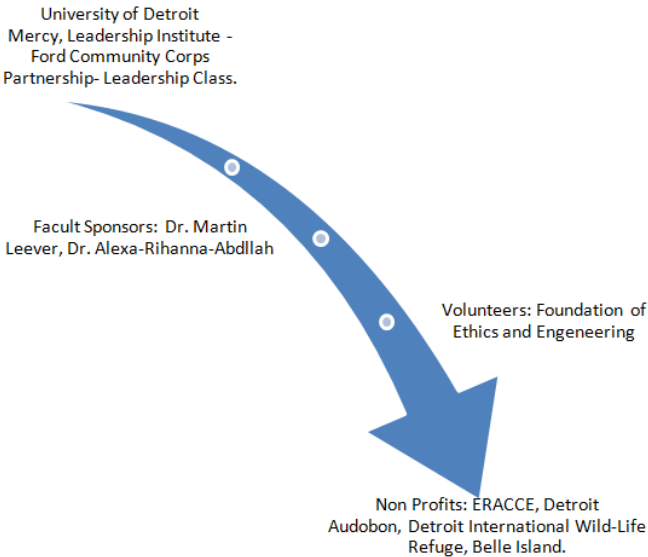 University of Detroit
Mercy, Leadership Institute -
Ford Community Corps
Partnership- Leadership Class.
Facult Sponsors: Dr. Martin
Leever, Dr. Alexa-Rihanna-Abdllah
Volunteers: Foundation of
Ethics and Engeneering
Non Profits: ERACCE, Detroit
Audobon, Detroit International Wild-Life
Refuge, Belle Island.